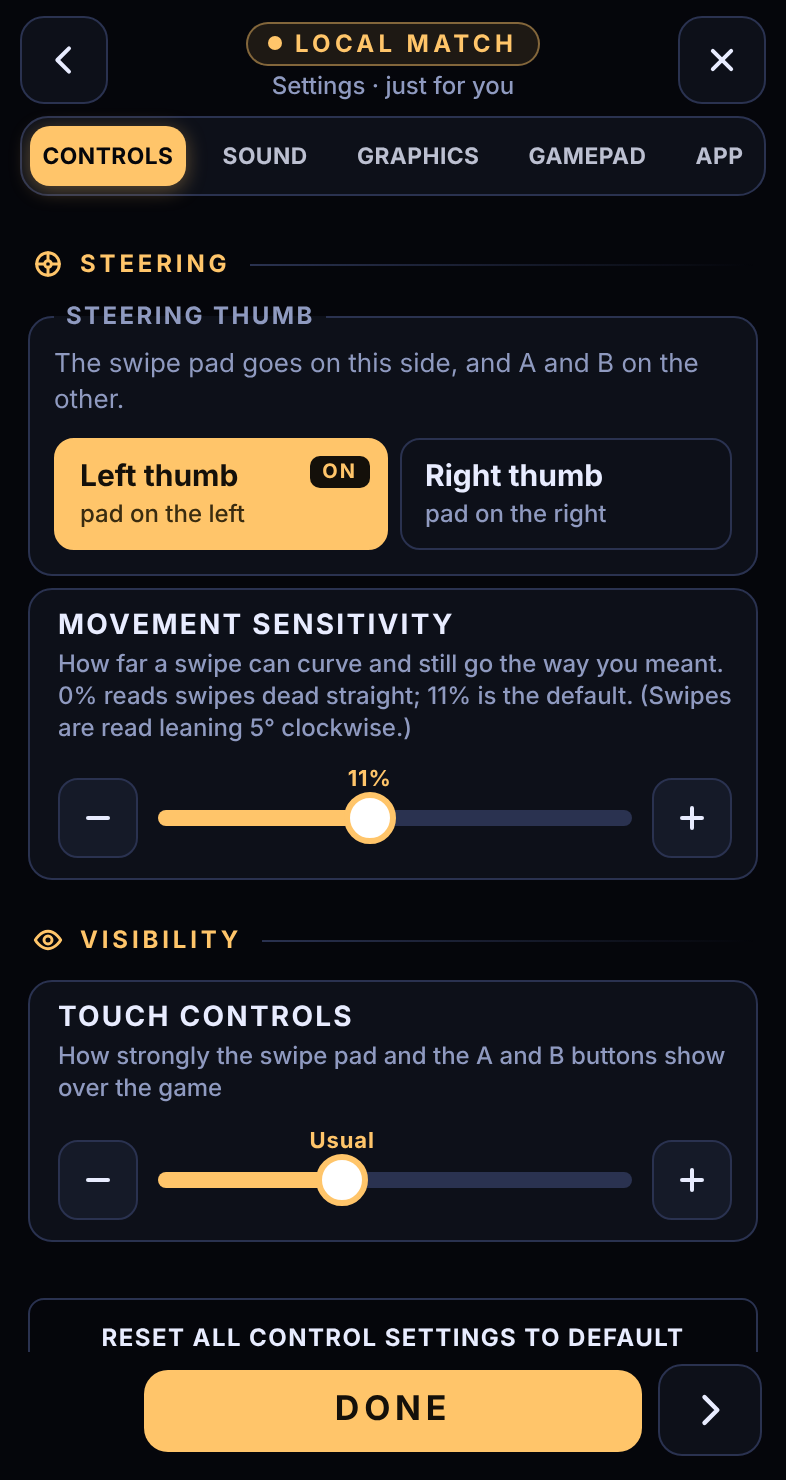 LOCAL MATCH
Settings · just for you
CONTROLS SOUND GRAPHICS GAMEPAD APP
STEERING
STEERING THUMB
The swipe pad goes on this side, and A and B on the
other.
Left thumb ON
pad on the left
Right thumb
pad on the right
MOVEMENT SENSITIVITY
How far a swipe can curve and still go the way you meant.
0% reads swipes dead straight; 11% is the default. (Swipes
are read leaning 5° clockwise.)
11%
VISIBILITY
TOUCH CONTROLS
How strongly the swipe pad and the A and B buttons show
over the game
Usual
RESET ALL CONTROL SETTINGS TO DEFAULT
DONE